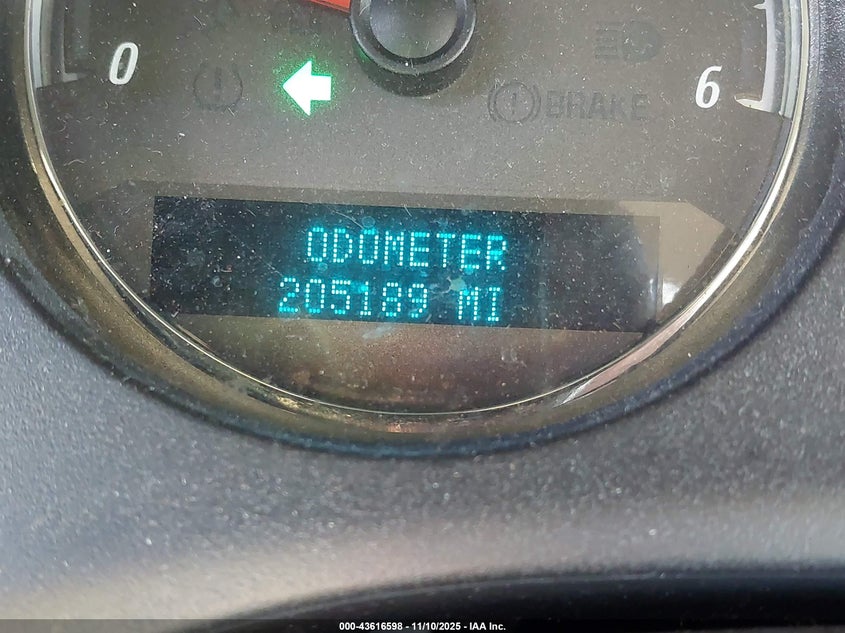 0
6
BRAKE
ODOMETER
205189 MI
000-43616598 - 11/10/2025 - IAA Inc.